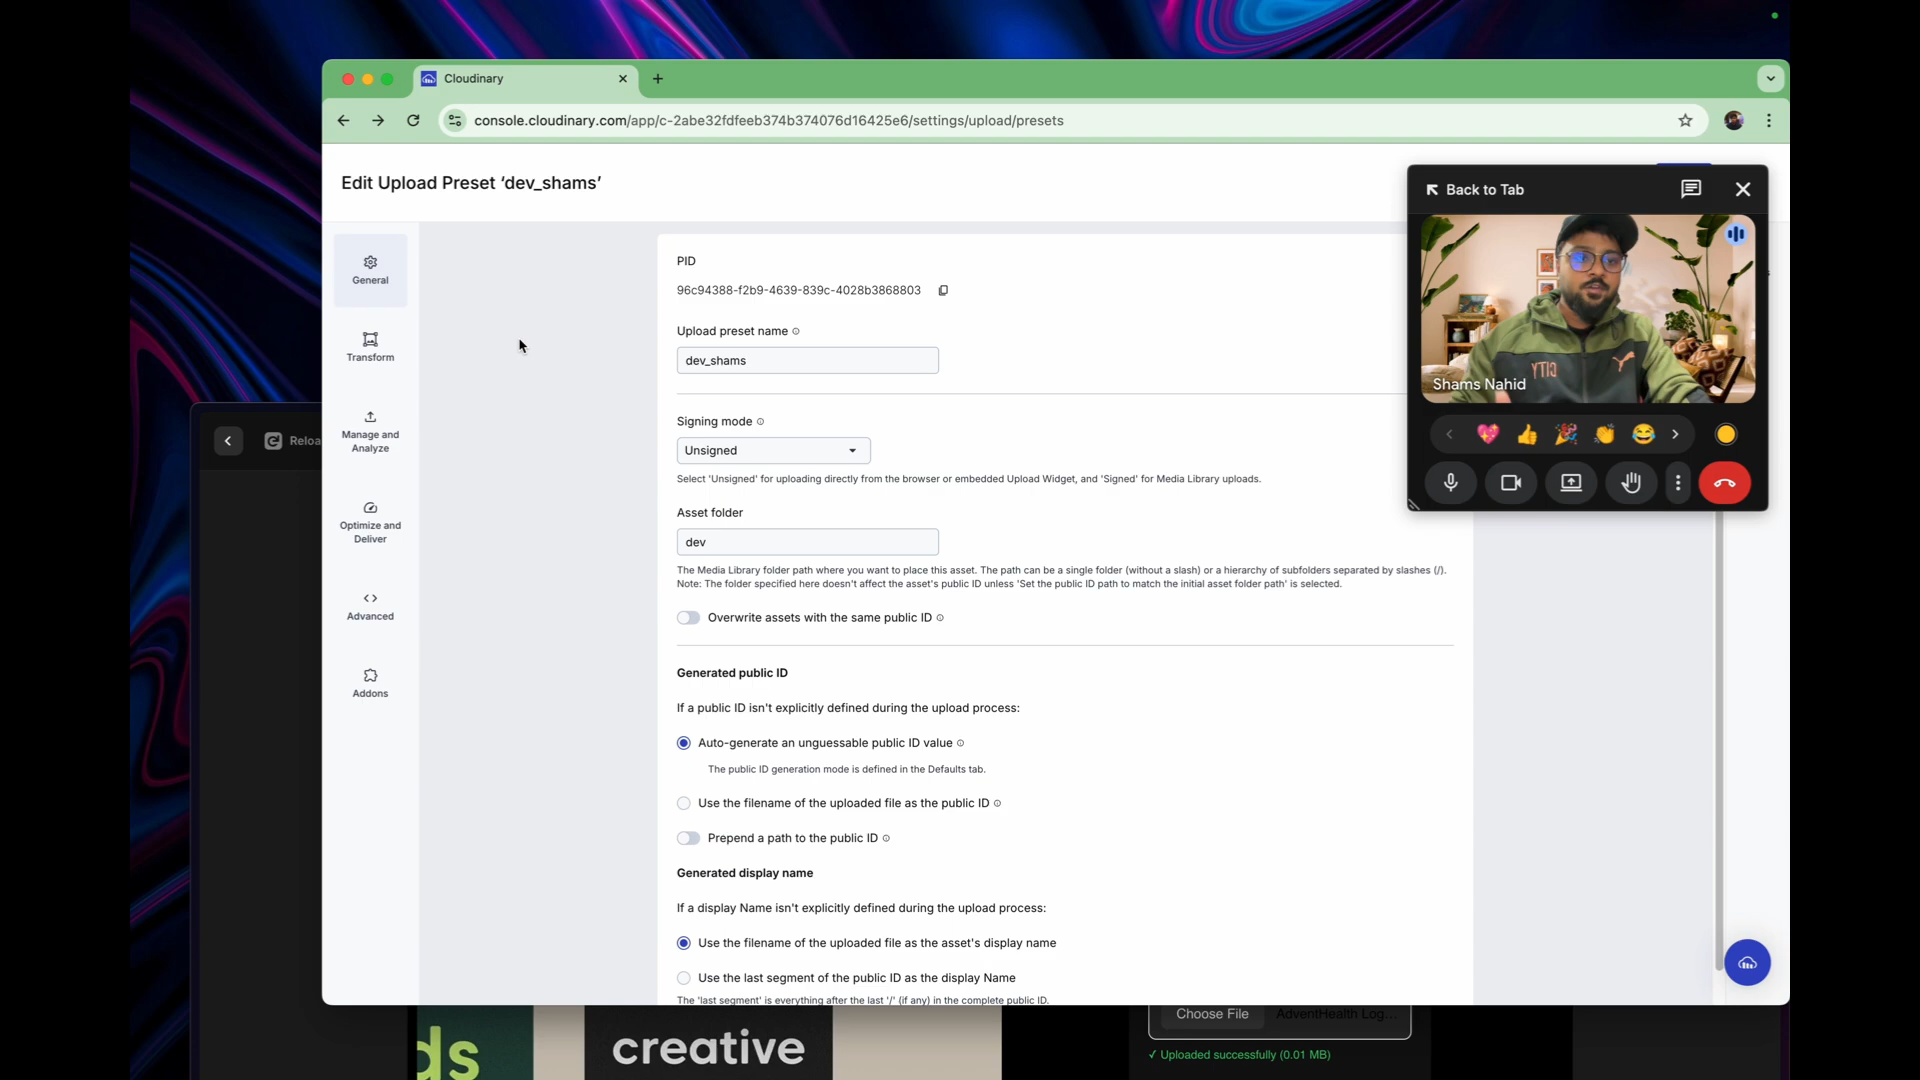 Cloudinary
console.cloudinary.com/app/c-2abe32fdfeeb374b374076d16425e6/settings/upload/presets
Edit Upload Preset ‘dev_shams’
Back to Tab
General
Transform
Manage and
Analyze
Optimize and
Deliver
Advanced
Addons
PID
96c94388-f2b9-4639-839c-4028b3868803
Upload preset name
dev_shams
Signing mode
Unsigned
Select 'Unsigned' for uploading directly from the browser or embedded Upload Widget, and 'Signed' for Media Library uploads.
Asset folder
dev
The Media Library folder path where you want to place this asset. The path can be a single folder (without a slash) or a hierarchy of subfolders separated by slashes (/).
Note: The folder specified here doesn't affect the asset's public ID unless 'Set the public ID path to match the initial asset folder path' is selected.
Overwrite assets with the same public ID
Generated public ID
If a public ID isn't explicitly defined during the upload process:
Auto-generate an unguessable public ID value
The public ID generation mode is defined in the Defaults tab.
Use the filename of the uploaded file as the public ID
Prepend a path to the public ID
Generated display name
If a display Name isn't explicitly defined during the upload process:
Use the filename of the uploaded file as the asset's display name
Use the last segment of the public ID as the display Name
The 'last segment' is everything after the last '/' (if any) in the complete public ID.
CITY
Shams Nahid
Reloa
ds
creative
Choose File AdventHealth Log...
✓ Uploaded successfully (0.01 MB)